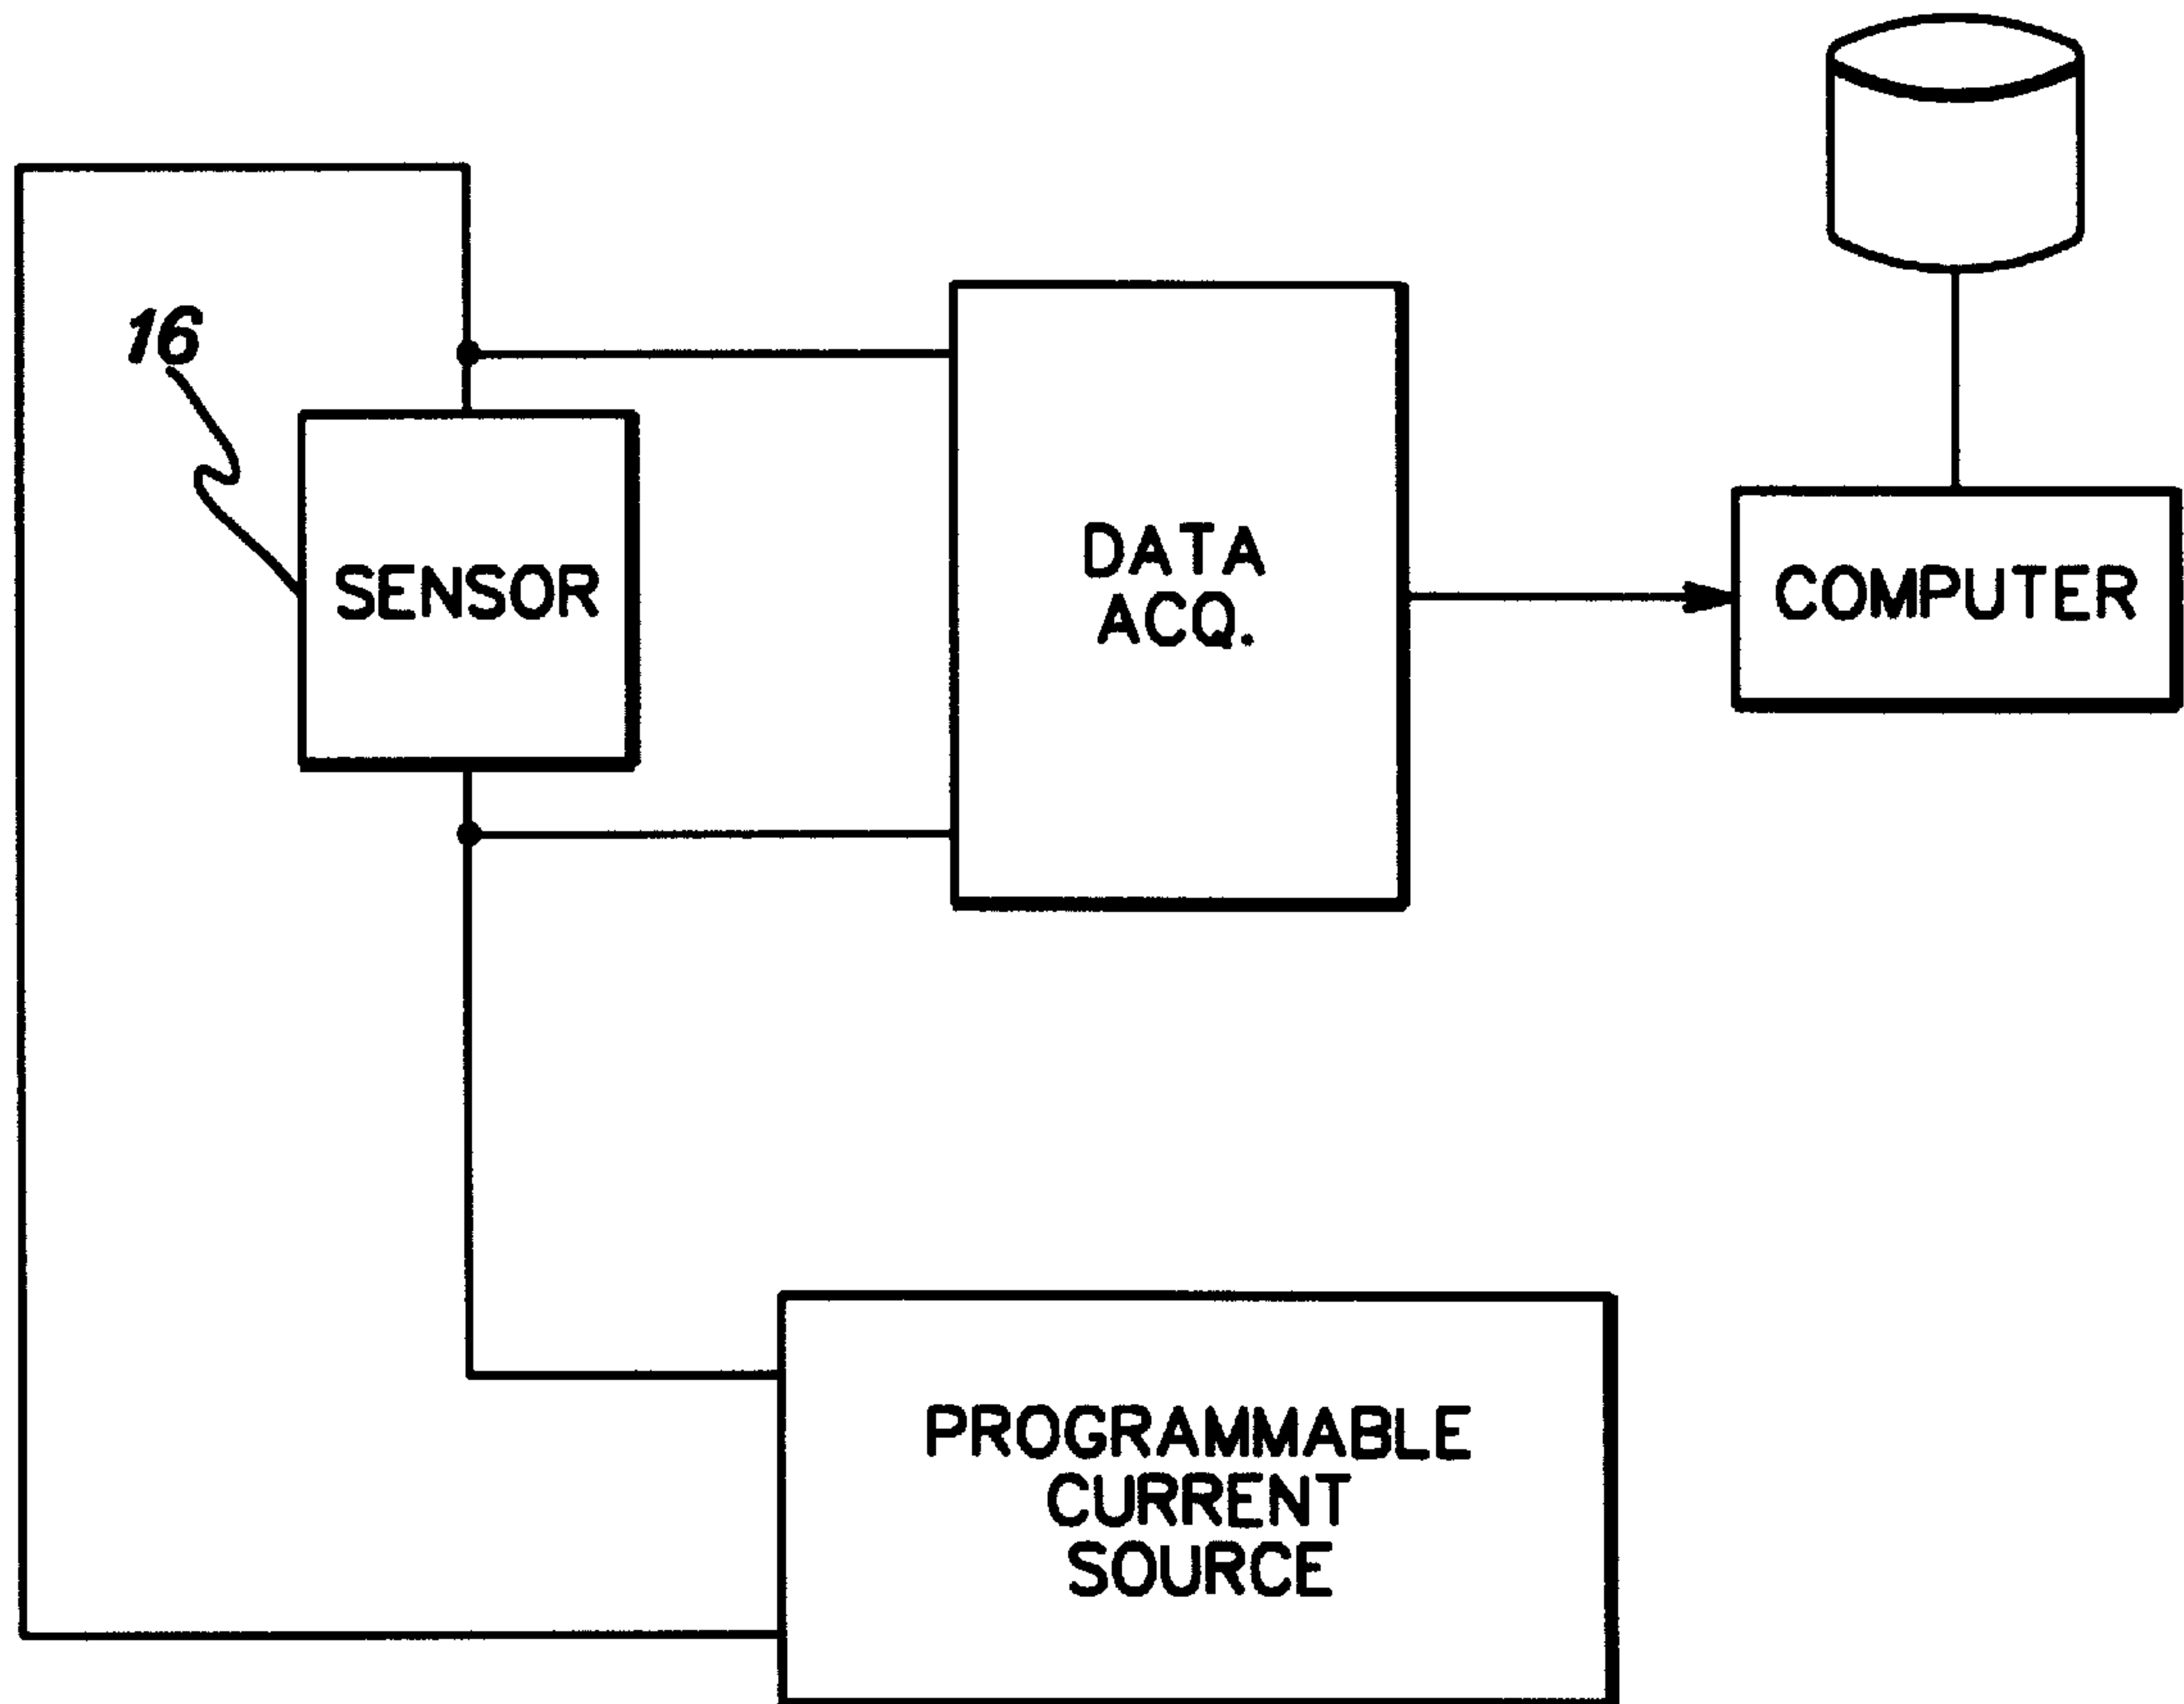 16
SENSOR
DATA
ACQ.
COMPUTER
PROGRAMMABLE
CURRENT
SOURCE